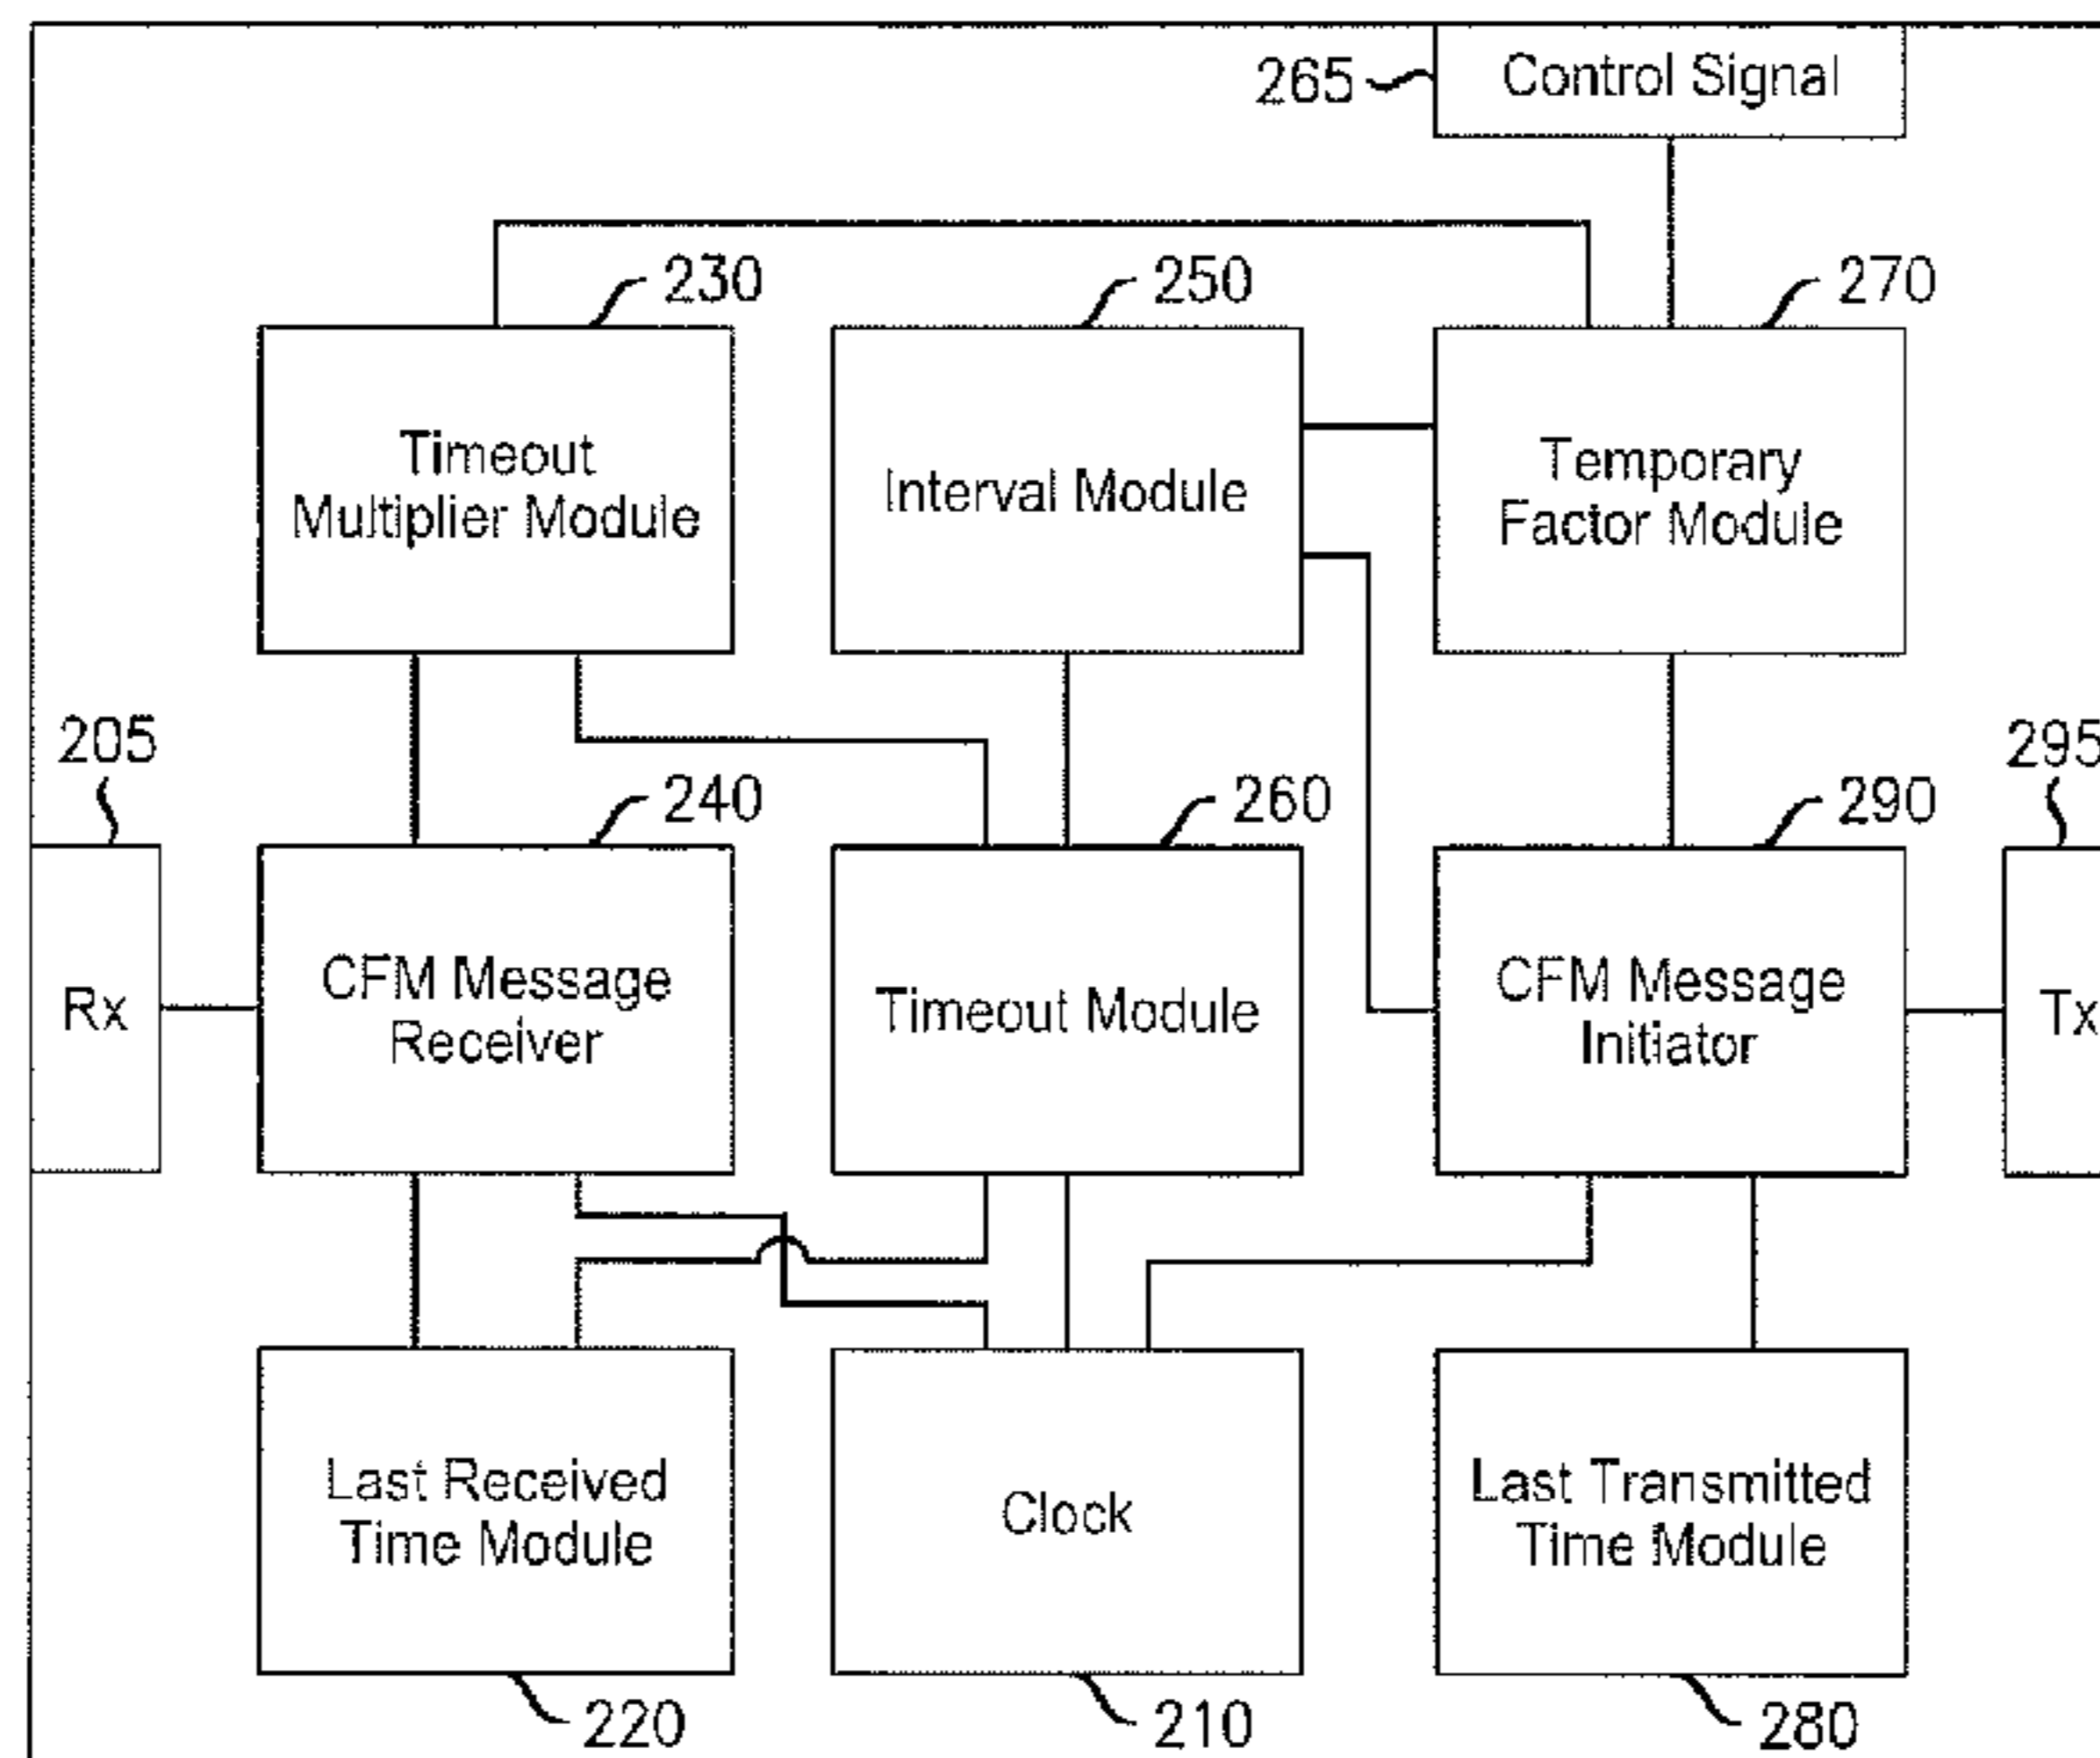 265
Control Signal
230
250
270
Timeout
Multiplier Module
Interval Module
Temporary
Factor Module
205
240
260
290
295
Rx
CFM Message
Receiver
Timeout Module
CFM Message
Initiator
Tx
Last Received
Time Module
Clock
Last Transmitted
Time Module
220
210
280